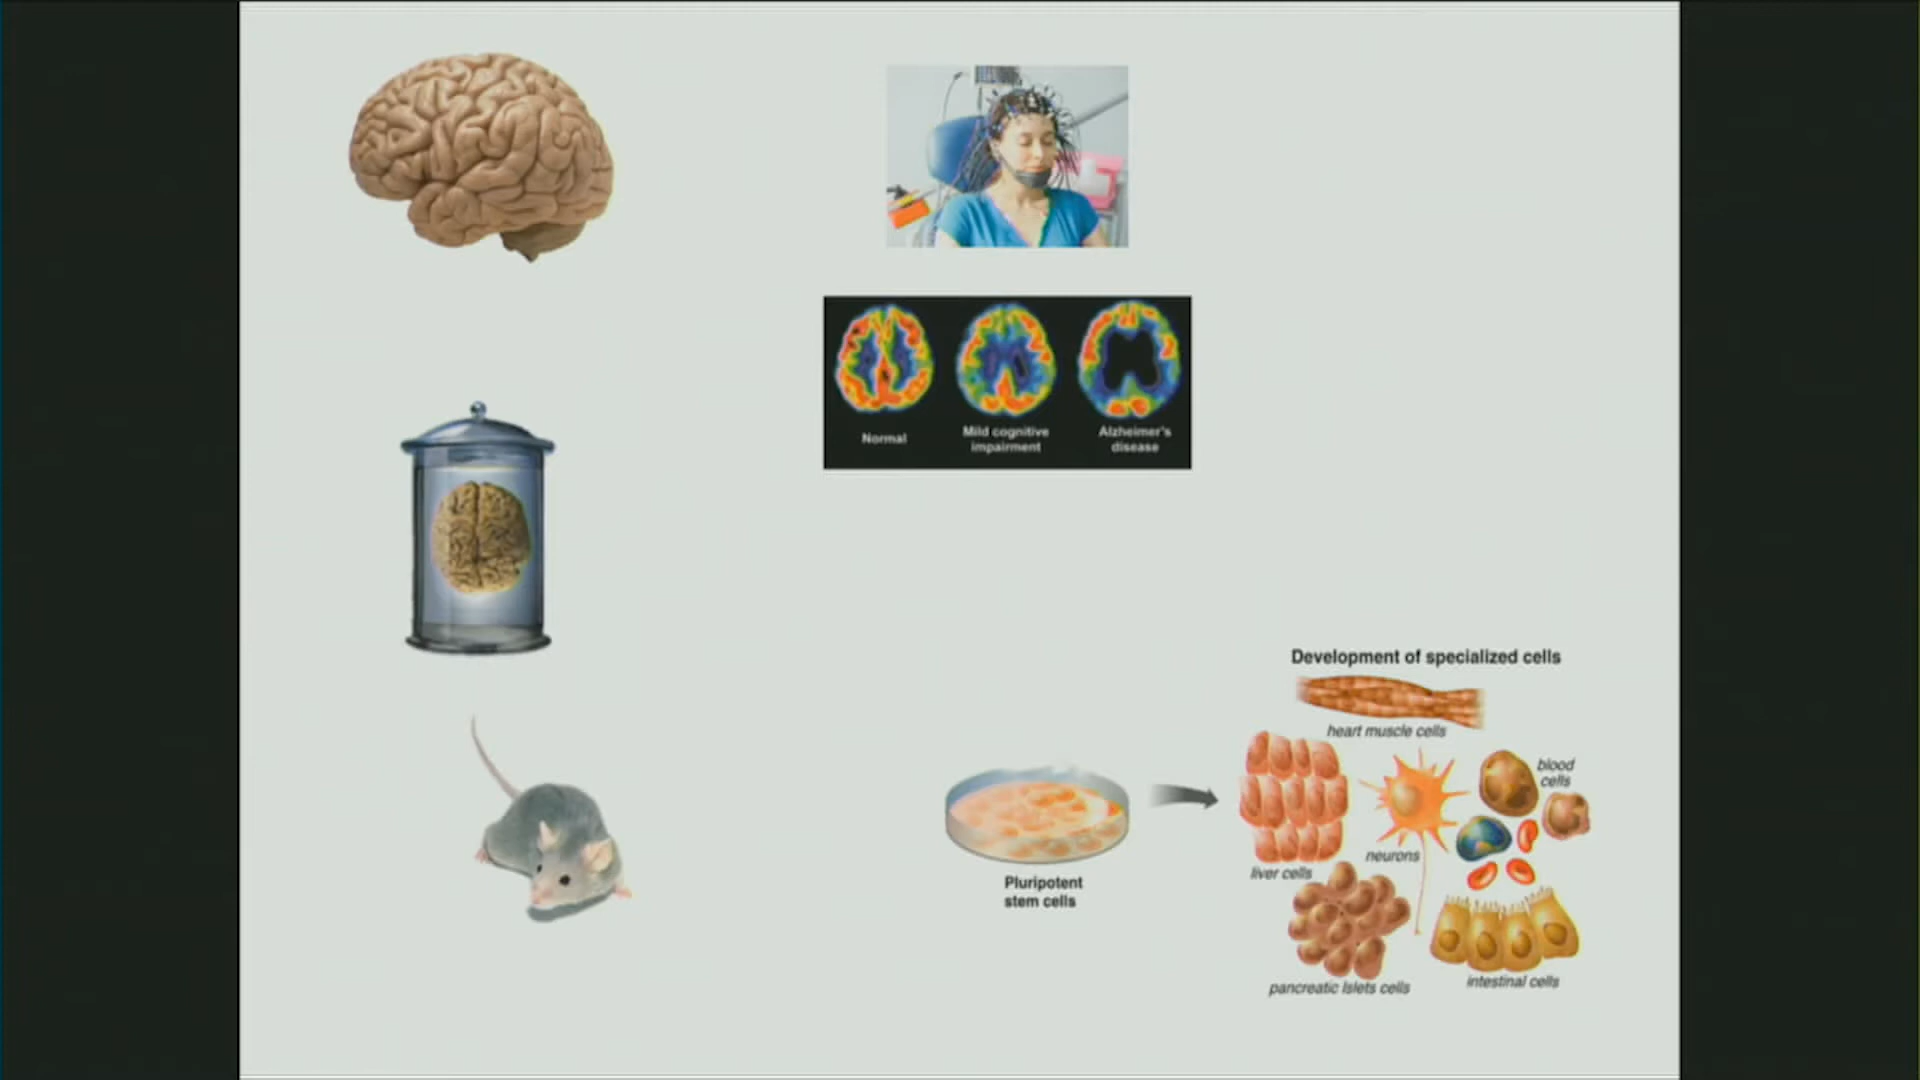 Normal
Mild cognitive
impairment
Alzheimer's
disease
Development of specialized cells
heart muscle cells
blood
cells
neurons
liver cells
Pluripotent
stem cells
pancreatic Islets cells
intestinal cells